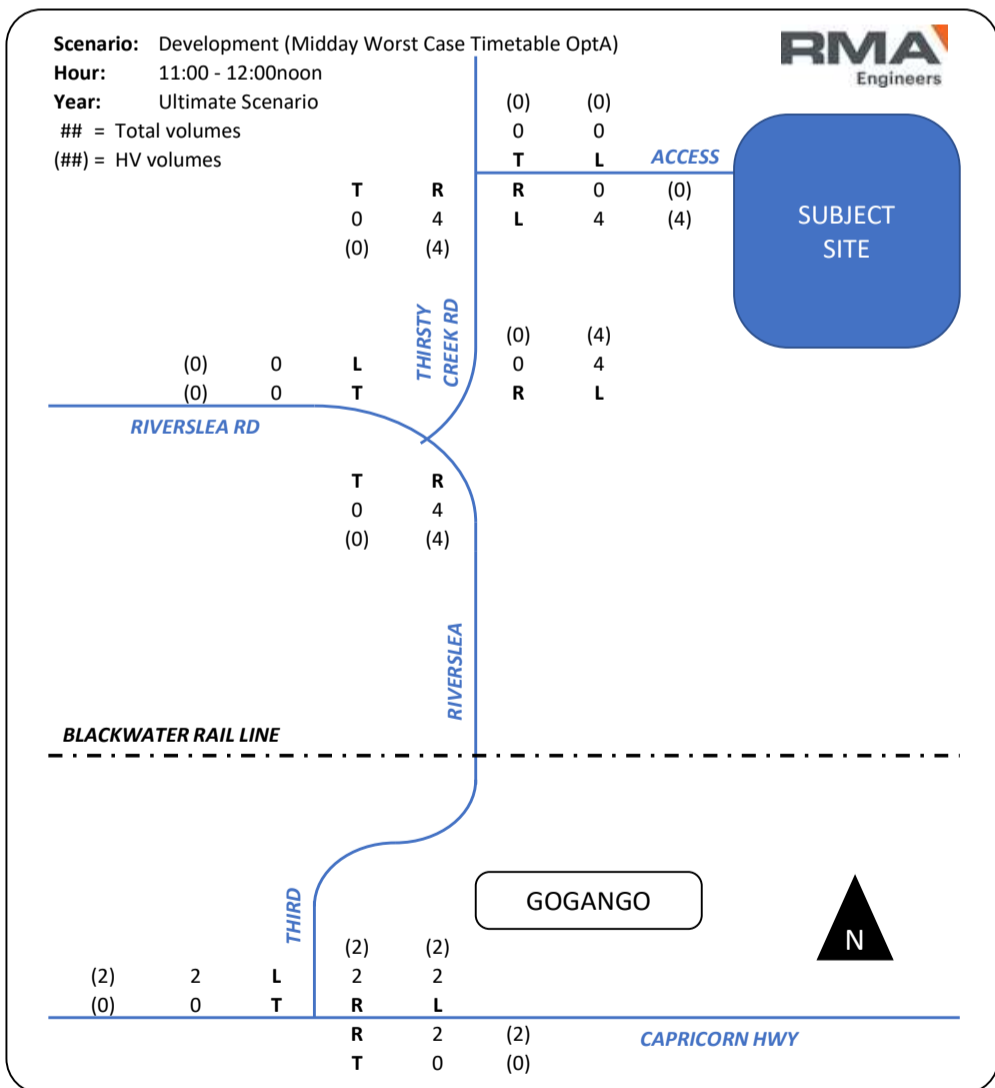 Scenario: Development (Midday Worst Case Timetable OptA)
Hour: 11:00 - 12:00noon
Year: Ultimate Scenario
## = Total volumes
(##) = HV volumes
RMA
Engineers
(0) (0)
0 0
T L ACCESS
T R R 0 (0)
0 4 L 4 (4)
(0) (4)
SUBJECT
SITE
THIRSTY
CREEK RD
(0) (4)
(0) 0 L 0 4
(0) 0 T R L
RIVERSLEA RD
T R
0 4
(0) (4)
RIVERSLEA
BLACKWATER RAIL LINE
THIRD
GOGANGO
N
(2) (2)
(2) 2 L 2 2
(0) 0 T R L
R 2 (2) CAPRICORN HWY
T 0 (0)